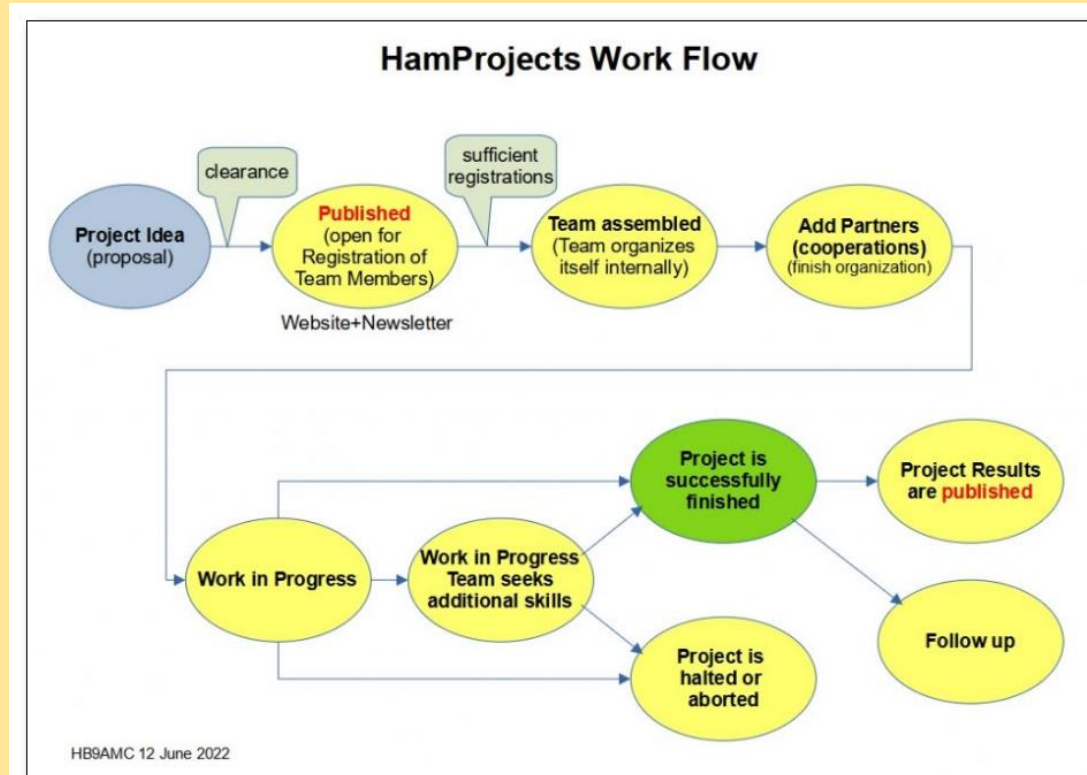 HamProjects Work Flow
clearance
sufficient
registrations
Project Idea
(proposal)
Published
(open for
Registration of
Team Members)
Website+Newsletter
Team assembled
(Team organizes
itself internally)
Add Partners
(cooperations)
(finish organization)
Work in Progress
Work in Progress
Team seeks
additional skills
Project is
successfully
finished
Project Results
are published
Project is
halted or
aborted
Follow up
HB9AMC 12 June 2022